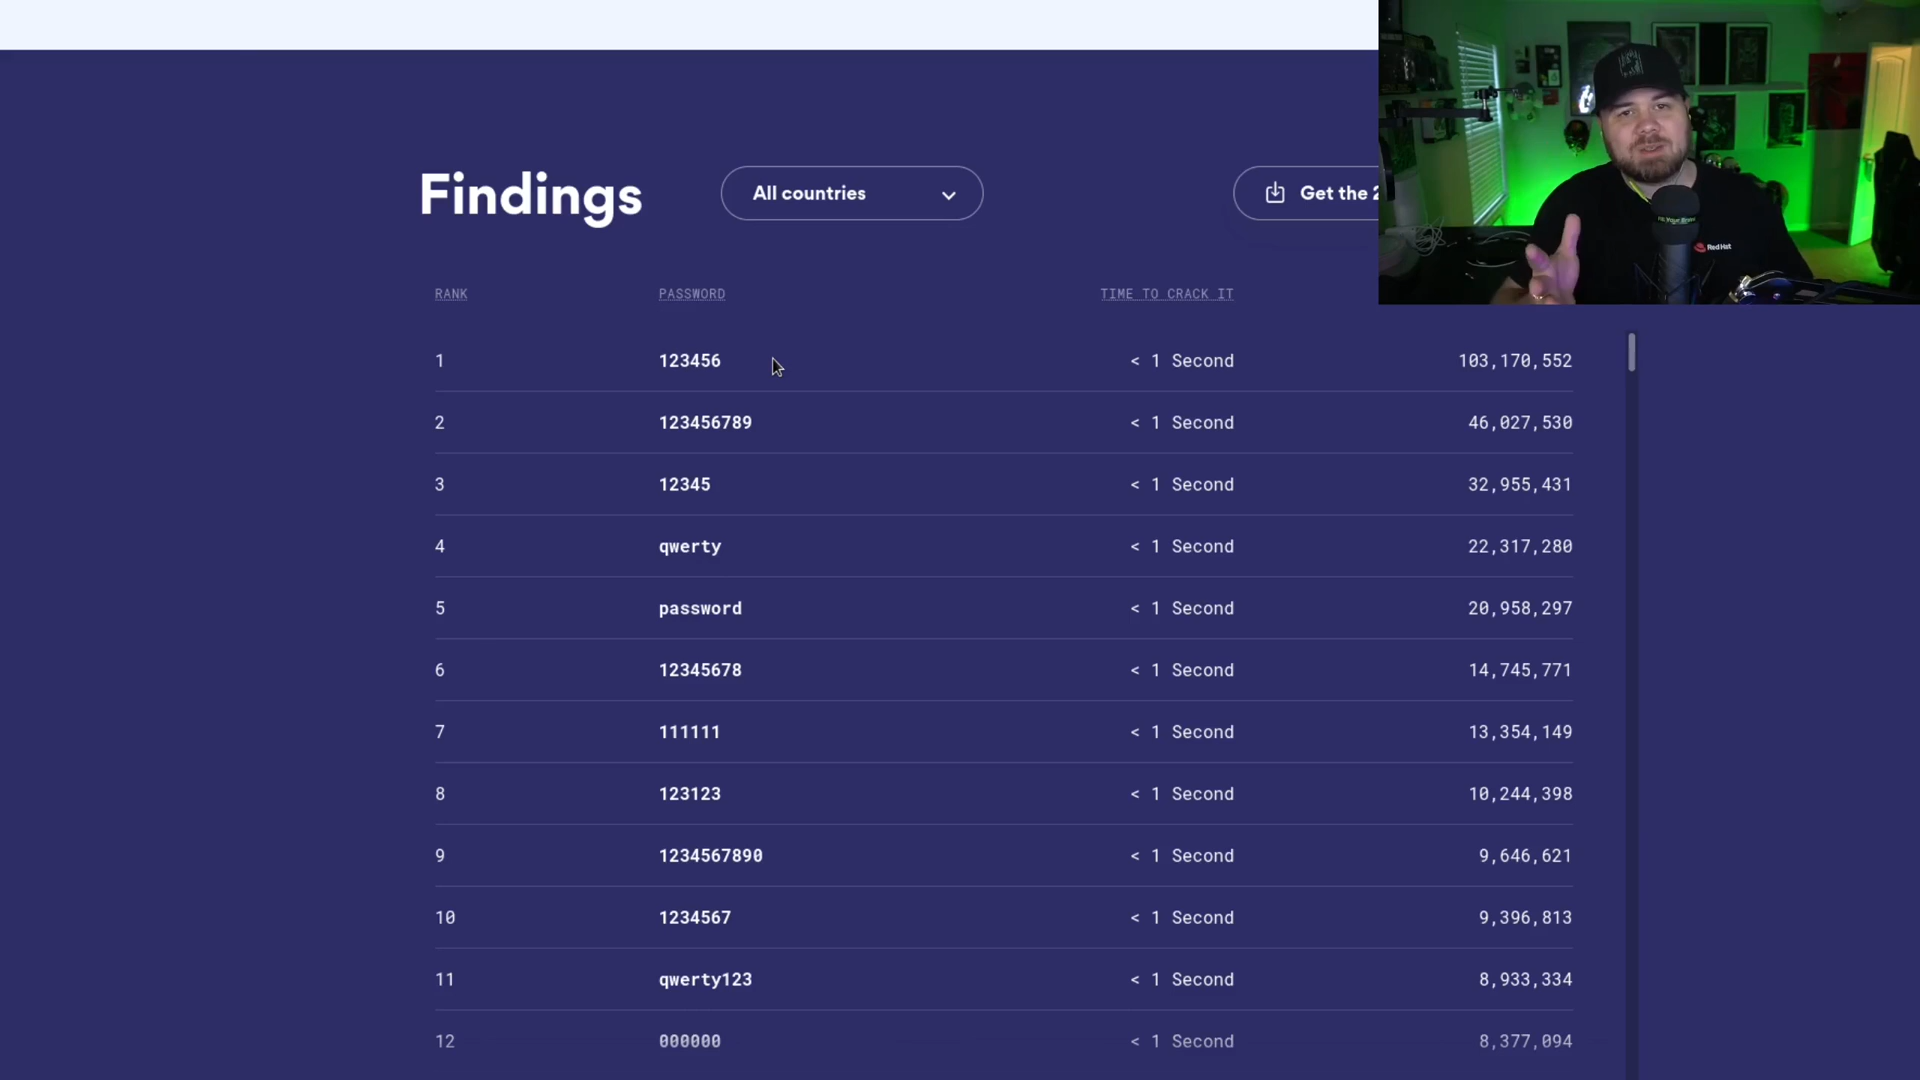 Findings
All countries
Get the 2
RANK PASSWORD TIME TO CRACK IT
1 123456 < 1 Second 103,170,552
2 123456789 < 1 Second 46,027,530
3 12345 < 1 Second 32,955,431
4 qwerty < 1 Second 22,317,280
5 password < 1 Second 20,958,297
6 12345678 < 1 Second 14,745,771
7 111111 < 1 Second 13,354,149
8 123123 < 1 Second 10,244,398
9 1234567890 < 1 Second 9,646,621
10 1234567 < 1 Second 9,396,813
11 qwerty123 < 1 Second 8,933,334
12 000000 < 1 Second 8,377,094
Red Hat